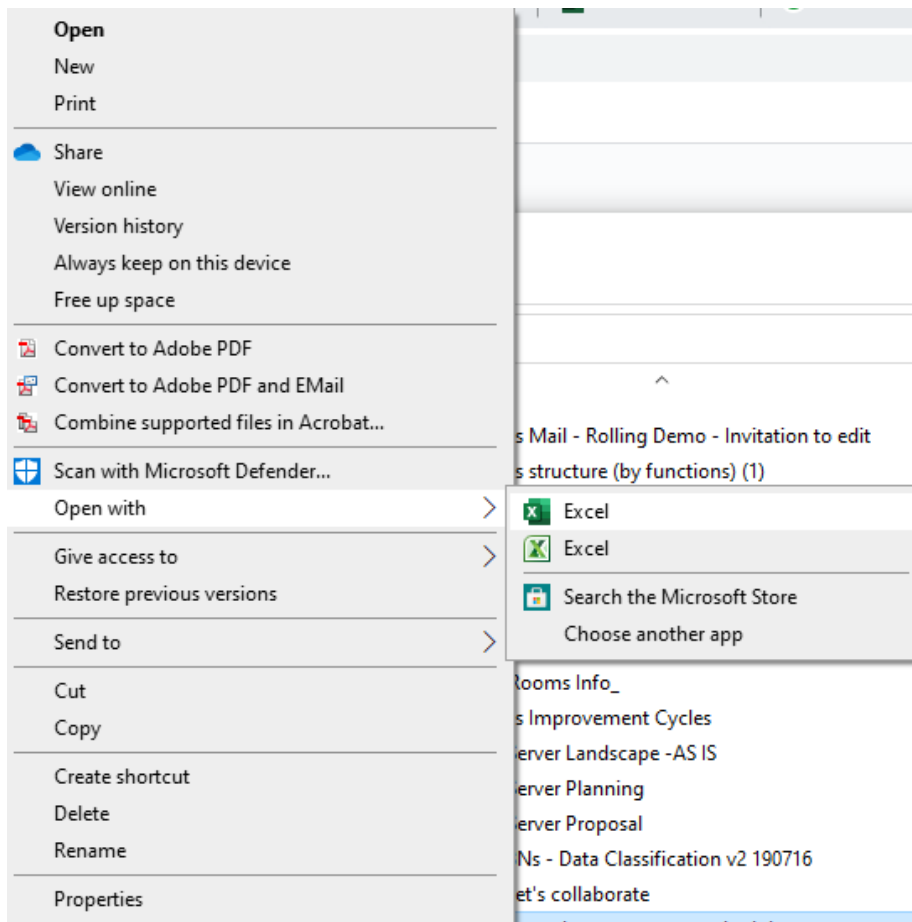 Open
New
Print
Share
View online
Version history
Always keep on this device
Free up space
Convert to Adobe PDF
Convert to Adobe PDF and EMail
Combine supported files in Acrobat...
Scan with Microsoft Defender...
Open with
Give access to
Restore previous versions
Send to
Cut
Copy
Create shortcut
Delete
Rename
Properties
s Mail - Rolling Demo - Invitation to edit
s structure (by functions) (1)
Excel
Excel
Search the Microsoft Store
Choose another app
Rooms Info_
s Improvement Cycles
Server Landscape -AS IS
Server Planning
Server Proposal
Ns - Data Classification v2 190716
et's collaborate